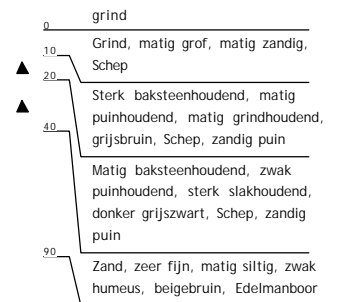 grind
0
Grind, matig grof, matig zandig,
Schep
10
Sterk baksteenhoudend, matig
puinhoudend, matig grindhoudend,
grijsbruin, Schep, zandig puin
20
Matig baksteenhoudend, zwak
puinhoudend, sterk slakhoudend,
donker grijszwart, Schep, zandig
puin
40
Zand, zeer fijn, matig siltig, zwak
humeus, beigebruin, Edelmanboor
90